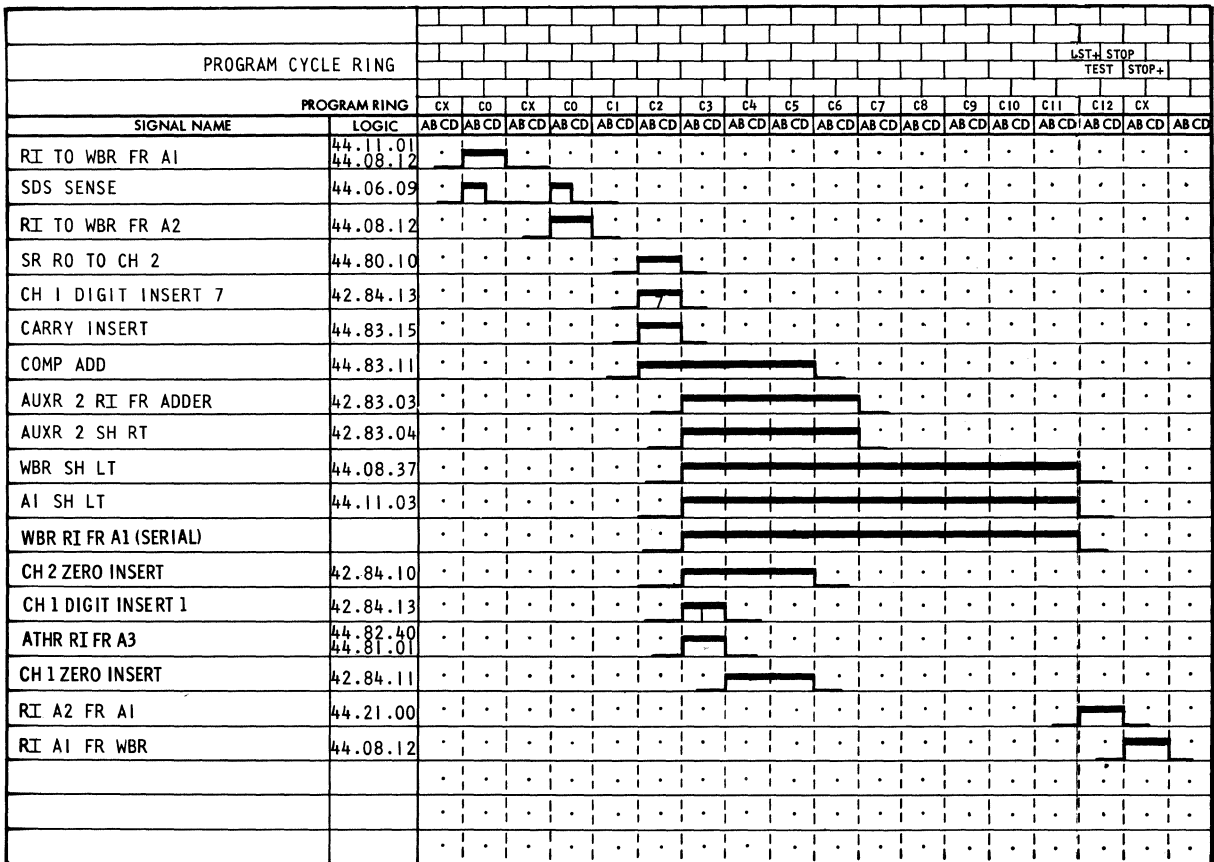 LST+ STOP
PROGRAM CYCLE RING TEST STOP+
PROGRAM RING CX C0 CX C0 C1 C2 C3 C4 C5 C6 C7 C8 C9 C10 C11 C12 CX
SIGNAL NAME LOGIC AB CD AB CD AB CD AB CD AB CD AB CD AB CD AB CD AB CD AB CD AB CD AB CD AB CD AB CD AB CD AB CD AB CD AB CD
RI TO WBR FR A1 44.11.01
44.08.12
SDS SENSE 44.06.09
RI TO WBR FR A2 44.08.12
SR RO TO CH 2 44.80.10
CH 1 DIGIT INSERT 7 42.84.13 7
CARRY INSERT 44.83.15
COMP ADD 44.83.11
AUXR 2 RI FR ADDER 42.83.03
AUXR 2 SH RT 42.83.04
WBR SH LT 44.08.37
A1 SH LT 44.11.03
WBR RI FR A1 (SERIAL)
CH 2 ZERO INSERT 42.84.10
CH 1 DIGIT INSERT 1 42.84.13 1
ATHR RI FR A3 44.82.40
44.81.01
CH 1 ZERO INSERT 42.84.11
RI A2 FR A1 44.21.00
RI A1 FR WBR 44.08.12